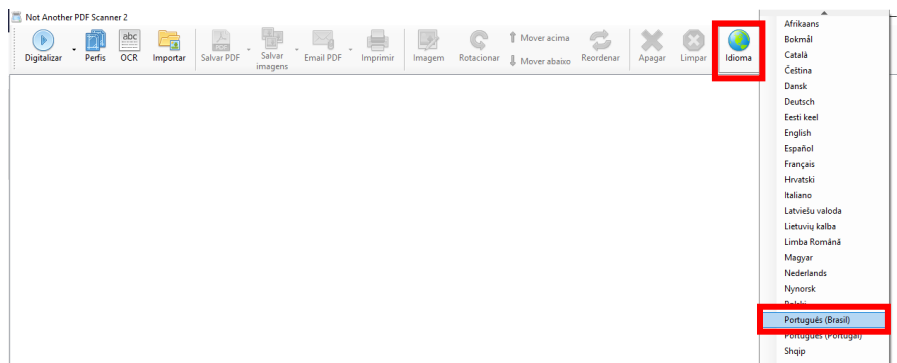 Not Another PDF Scanner 2
Digitalizar
Perfis
abc
OCR
Importar
PDF
Salvar PDF
Salvar
imagens
Email PDF
Imprimir
Imagem
Rotacionar
Mover acima
Mover abaixo
Reordenar
Apagar
Limpar
Idioma
Afrikaans
Bokmål
Català
Čeština
Dansk
Deutsch
Eesti keel
English
Español
Français
Hrvatski
Italiano
Latviešu valoda
Lietuvių kalba
Limba Română
Magyar
Nederlands
Nynorsk
Polski
Português (Brasil)
Português (Portugal)
Shqip